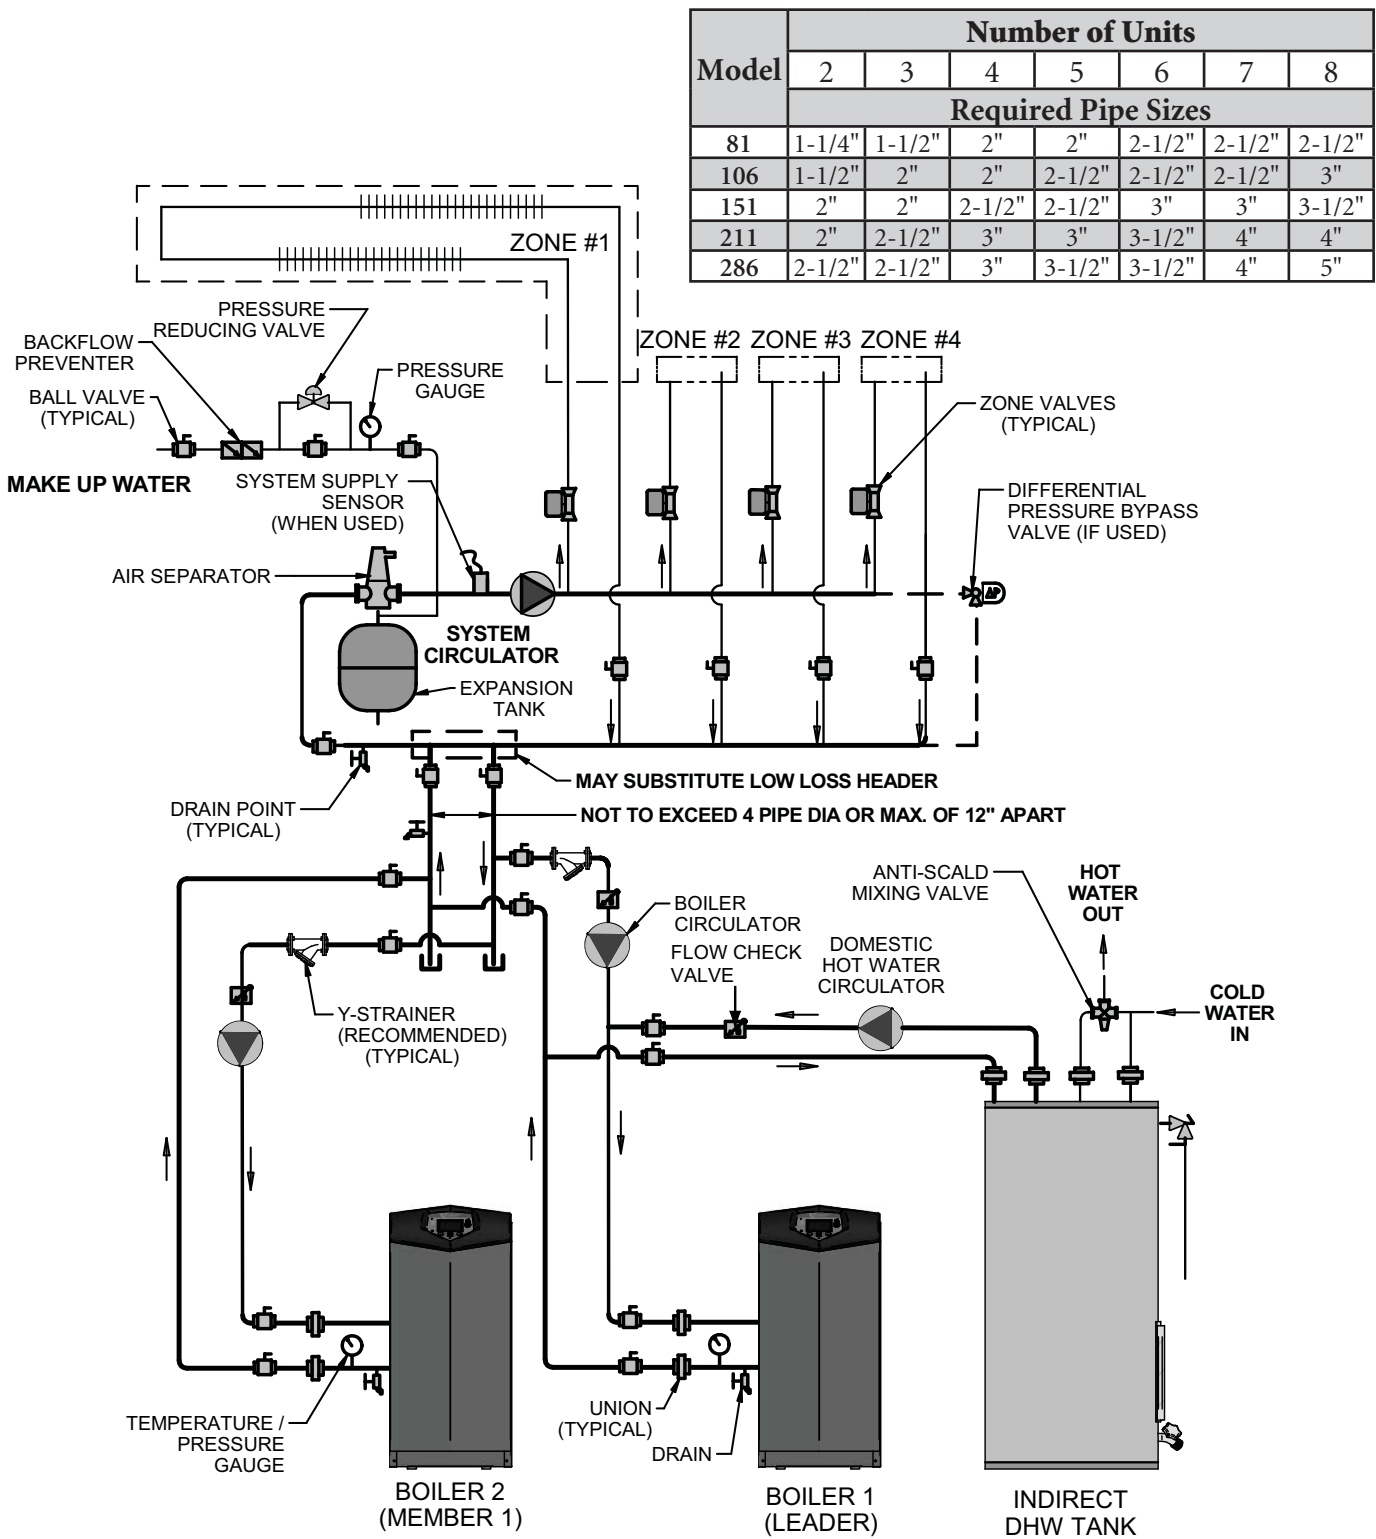 Number of Units
Model
2 3 4 5 6 7 8
Required Pipe Sizes
81 1-1/4" 1-1/2" 2" 2" 2-1/2" 2-1/2" 2-1/2"
106 1-1/2" 2" 2" 2-1/2" 2-1/2" 2-1/2" 3"
151 2" 2" 2-1/2" 2-1/2" 3" 3" 3-1/2"
211 2" 2-1/2" 3" 3" 3-1/2" 4" 4"
286 2-1/2" 2-1/2" 3" 3-1/2" 3-1/2" 4" 5"
ZONE #1
PRESSURE
REDUCING VALVE
BACKFLOW
PREVENTER
BALL VALVE
(TYPICAL)
PRESSURE
GAUGE
ZONE #2
ZONE #3
ZONE #4
ZONE VALVES
(TYPICAL)
MAKE UP WATER
SYSTEM SUPPLY
SENSOR
(WHEN USED)
DIFFERENTIAL
PRESSURE BYPASS
VALVE (IF USED)
AIR SEPARATOR
ΔP
SYSTEM
CIRCULATOR
EXPANSION
TANK
MAY SUBSTITUTE LOW LOSS HEADER
DRAIN POINT
(TYPICAL)
NOT TO EXCEED 4 PIPE DIA OR MAX. OF 12" APART
ANTI-SCALD
MIXING VALVE
HOT
WATER
OUT
BOILER
CIRCULATOR
FLOW CHECK
VALVE
DOMESTIC
HOT WATER
CIRCULATOR
COLD
WATER
IN
Y-STRAINER
(RECOMMENDED)
(TYPICAL)
TEMPERATURE /
PRESSURE
GAUGE
UNION
(TYPICAL)
DRAIN
BOILER 2
(MEMBER 1)
BOILER 1
(LEADER)
INDIRECT
DHW TANK